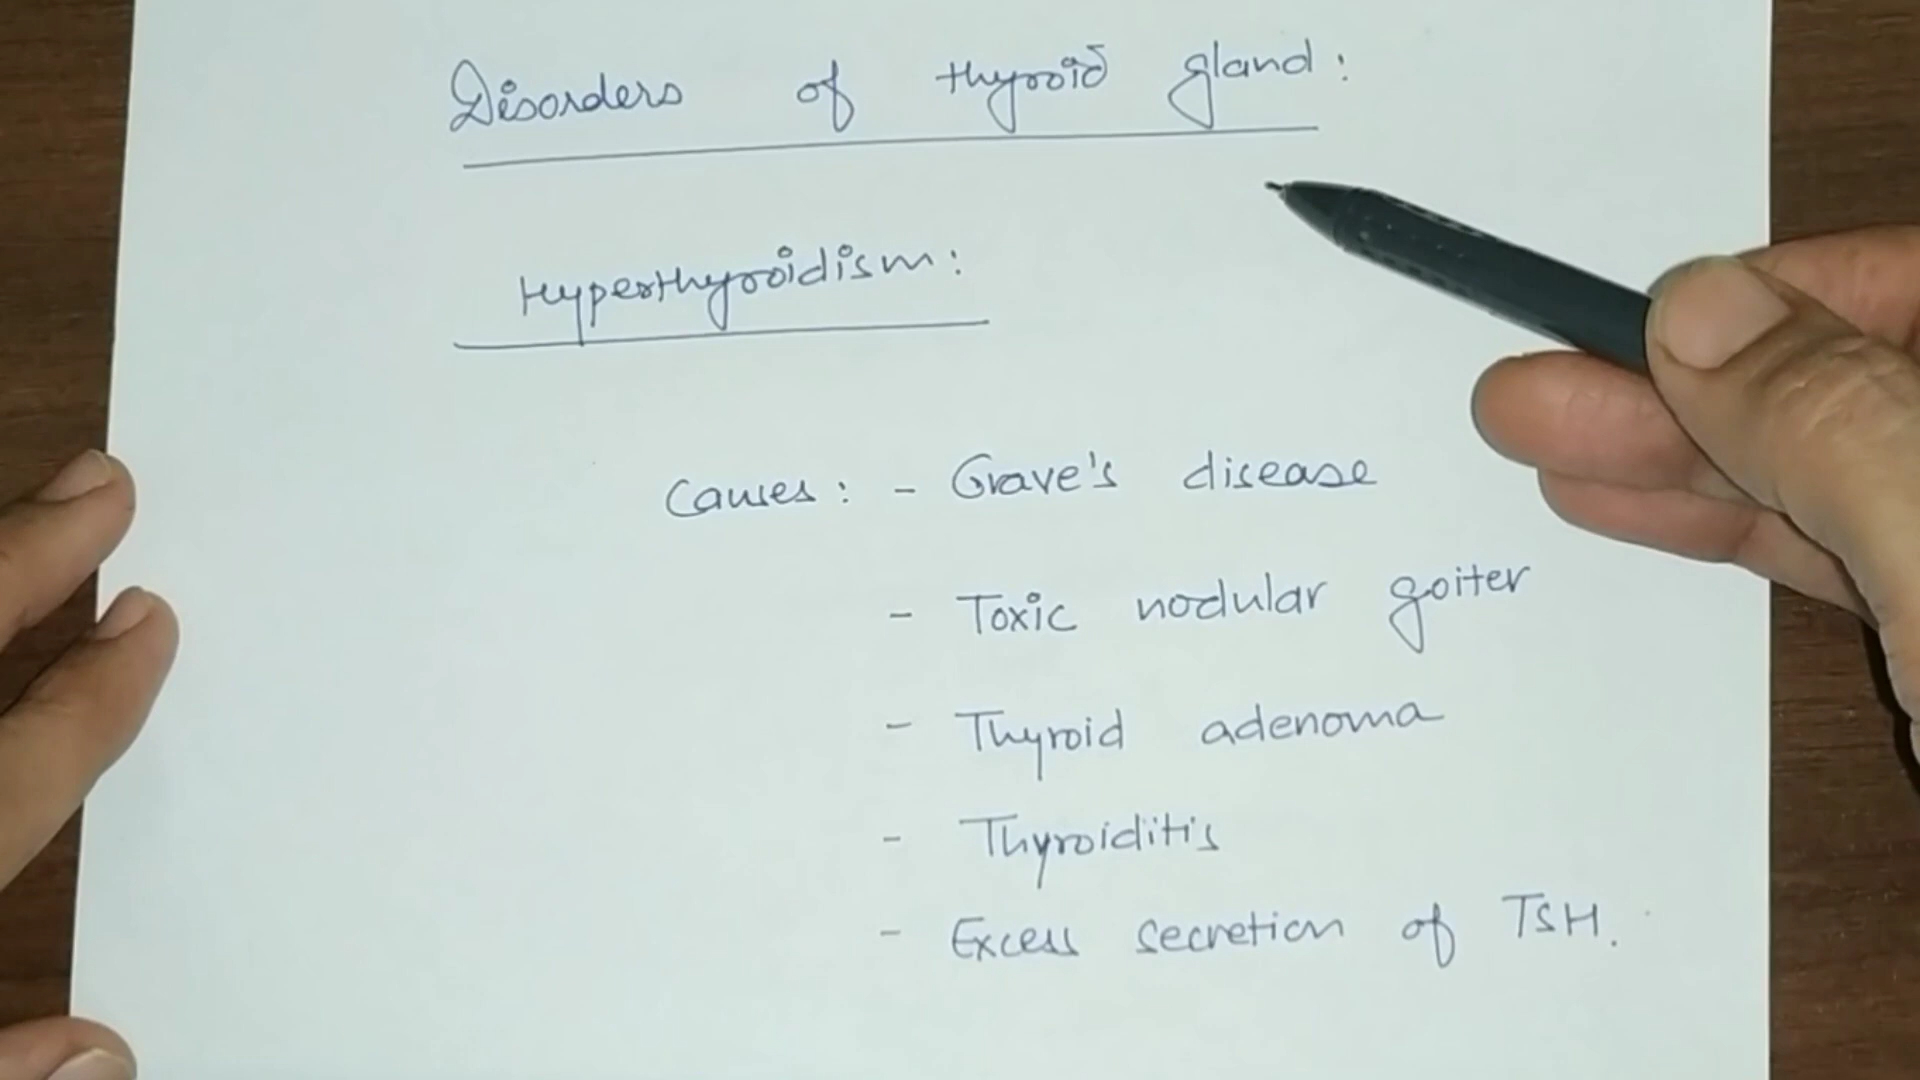 Disorders of thyroid gland:
Hyperthyroidism:
Causes: - Grave's disease
- Toxic nodular goiter
- Thyroid adenoma
- Thyroiditis
- Excess secretion of TSH.